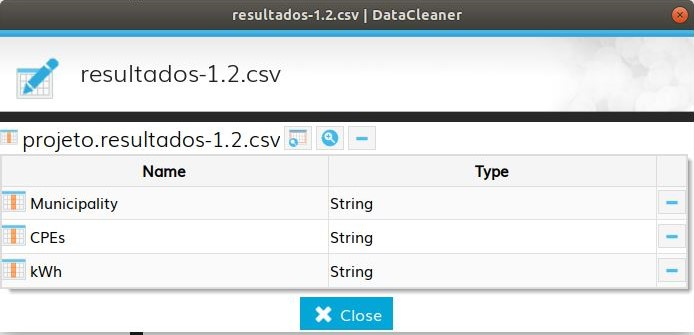 resultados-1.2.csv | DataCleaner
resultados-1.2.csv
projeto.resultados-1.2.csv
Name Type
Municipality String
CPEs String
kWh String
Close